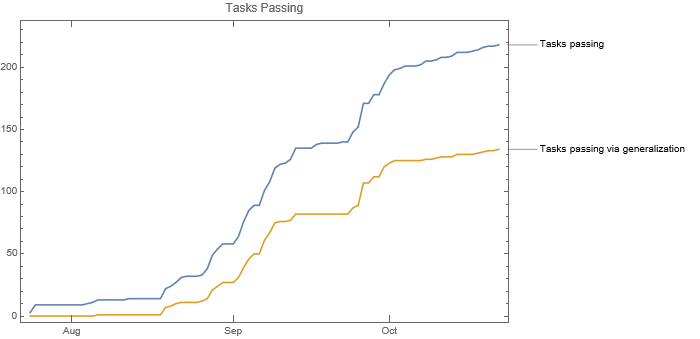 Tasks Passing
Tasks passing
200
150
Tasks passing via generalization
100
50
0
Aug Sep Oct